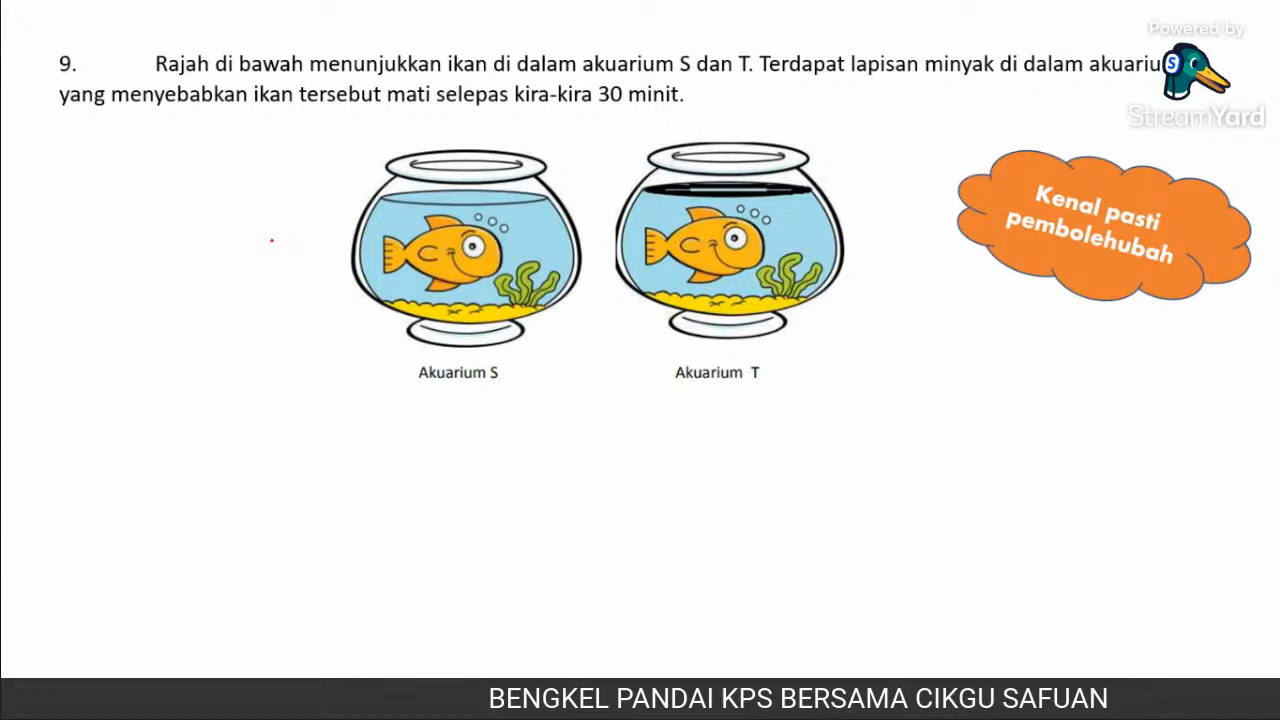 Powered by
StreamYard
9. Rajah di bawah menunjukkan ikan di dalam akuarium S dan T. Terdapat lapisan minyak di dalam
yang menyebabkan ikan tersebut mati selepas kira-kira 30 minit.
Kenal pasti
pembolehubah
Akuarium S
Akuarium T
BENGKEL PANDAI KPS BERSAMA CIKGU SAFUAN